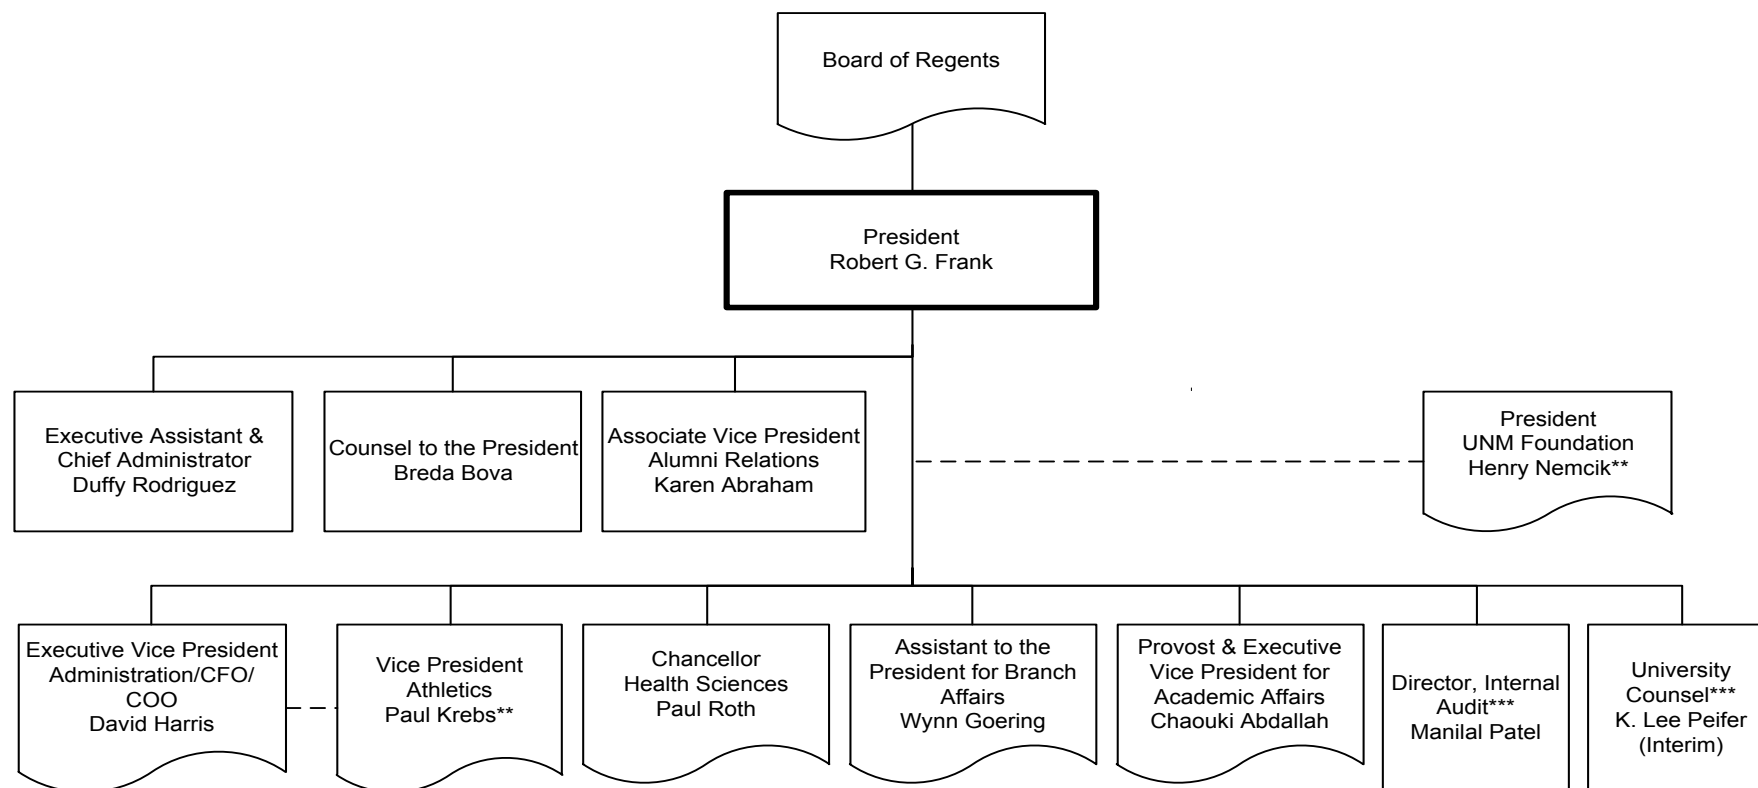 Board of Regents
President
Robert G. Frank
Executive Assistant &
Chief Administrator
Duffy Rodriguez
Counsel to the President
Breda Bova
Associate Vice President
Alumni Relations
Karen Abraham
President
UNM Foundation
Henry Nemcik**
Executive Vice President
Administration/CFO/
COO
David Harris
Vice President
Athletics
Paul Krebs**
Chancellor
Health Sciences
Paul Roth
Assistant to the
President for Branch
Affairs
Wynn Goering
Provost & Executive
Vice President for
Academic Affairs
Chaouki Abdallah
Director, Internal
Audit***
Manilal Patel
University
Counsel***
K. Lee Peifer
(Interim)